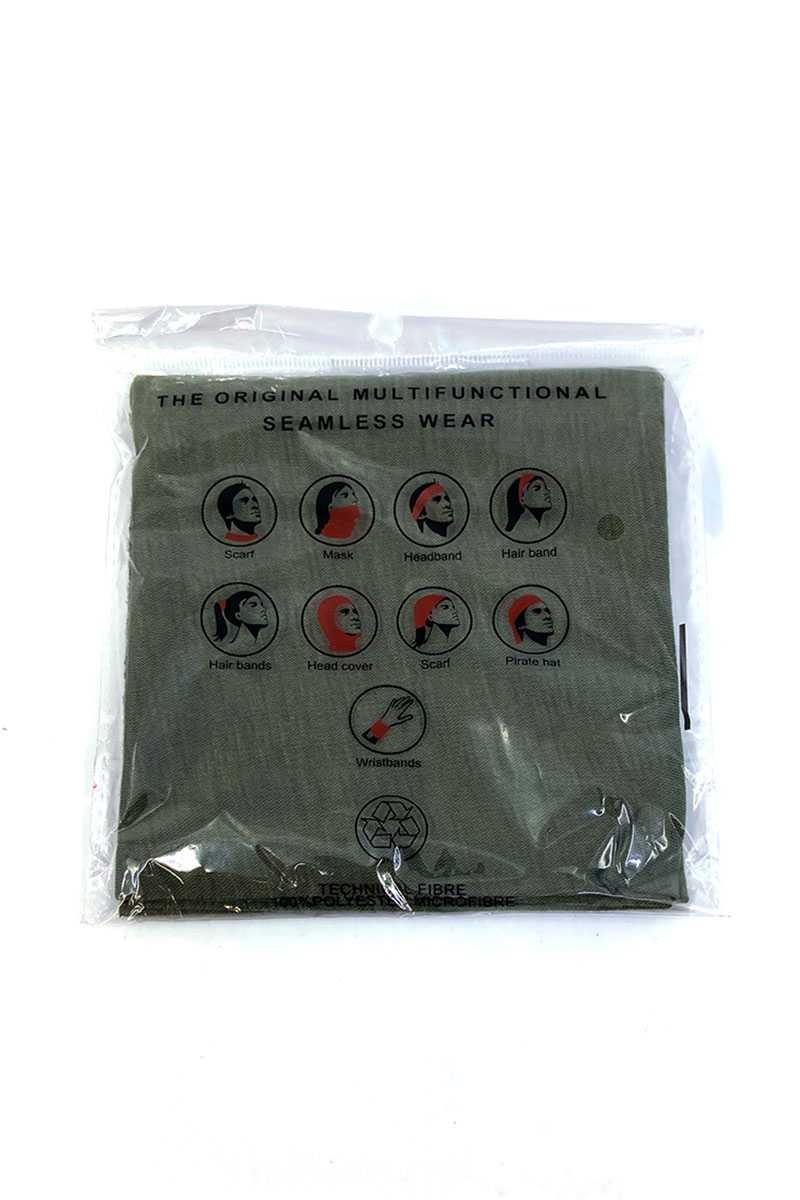 THE ORIGINAL MULTIFUNCTIONAL
SEAMLESS WEAR
Scarf Mask Headband Hair band
Hair bands Head cover Scarf Pirate hat
Wristbands
TECHNICAL FIBRE
100%POLYESTER MICROFIBRE